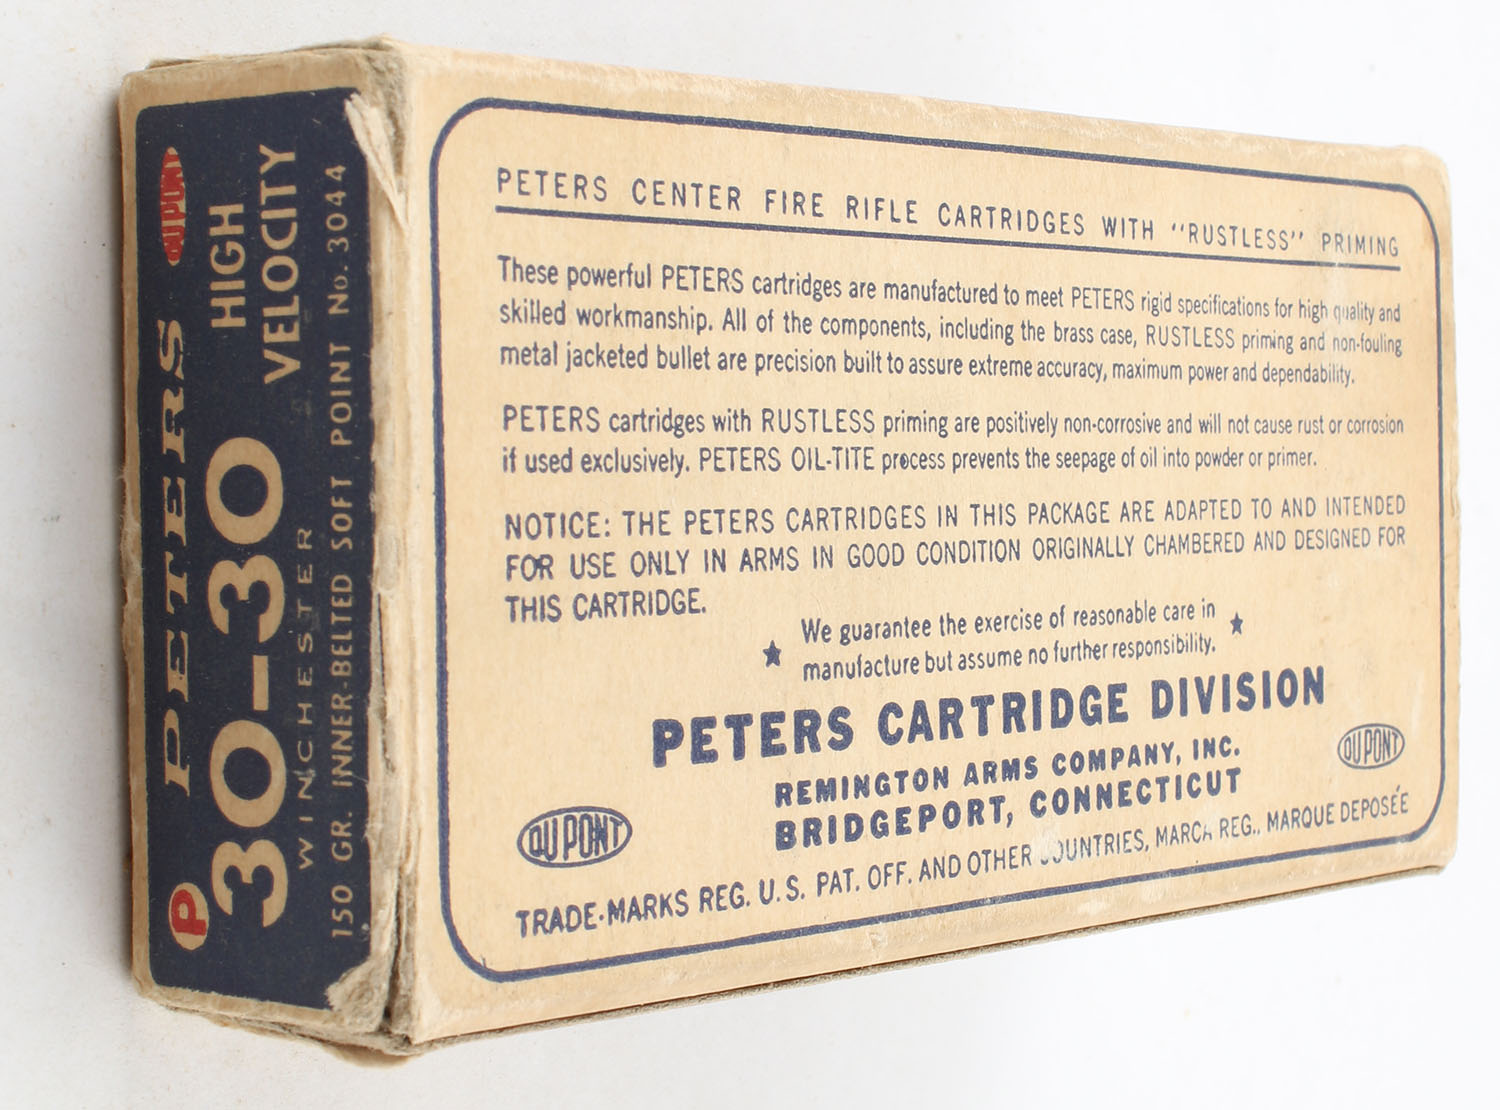 DU PONT
PETERS
HIGH
VELOCITY
P
30-30
WINCHESTER
150 GR. INNER-BELTED SOFT POINT No. 3044
PETERS CENTER FIRE RIFLE CARTRIDGES WITH "RUSTLESS" PRIMING
These powerful PETERS cartridges are manufactured to meet PETERS rigid specifications for high quality and
skilled workmanship. All of the components, including the brass case, RUSTLESS priming and non-fouling
metal jacketed bullet are precision built to assure extreme accuracy, maximum power and dependability.
PETERS cartridges with RUSTLESS priming are positively non-corrosive and will not cause rust or corrosion
if used exclusively. PETERS OIL-TITE process prevents the seepage of oil into powder or primer.
NOTICE: THE PETERS CARTRIDGES IN THIS PACKAGE ARE ADAPTED TO AND INTENDED
FOR USE ONLY IN ARMS IN GOOD CONDITION ORIGINALLY CHAMBERED AND DESIGNED FOR
THIS CARTRIDGE.
We guarantee the exercise of reasonable care in
manufacture but assume no further responsibility.
PETERS CARTRIDGE DIVISION
REMINGTON ARMS COMPANY, INC.
BRIDGEPORT, CONNECTICUT
DU PONT
DU PONT
TRADE-MARKS REG. U.S. PAT. OFF. AND OTHER COUNTRIES, MARCA REG., MARQUE DEPOSÉE